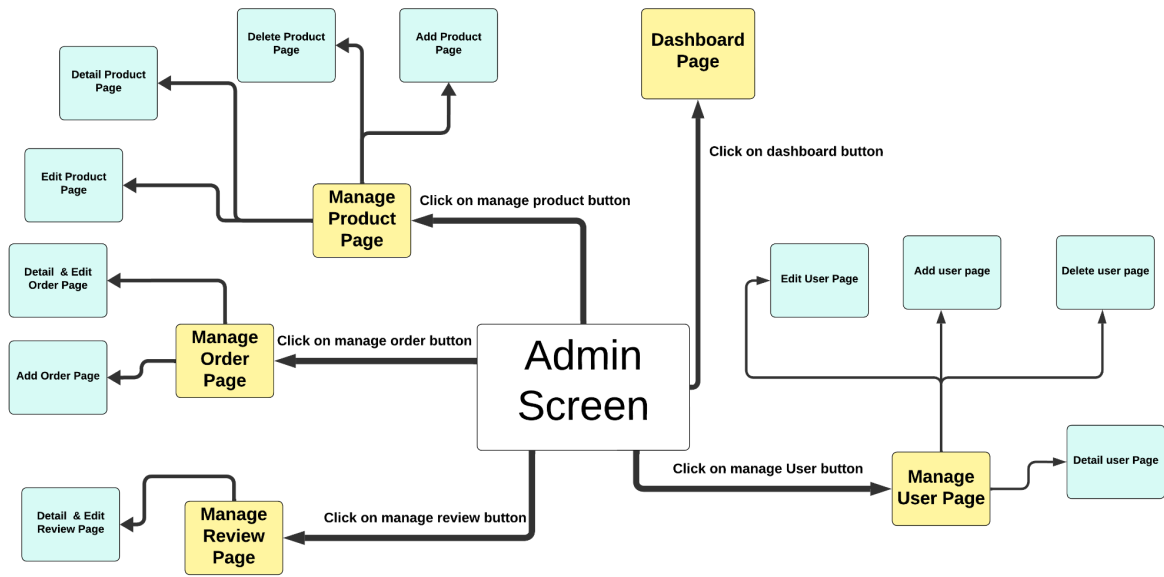 Delete Product
Page
Add Product
Page
Dashboard
Page
Detail Product
Page
Click on dashboard button
Edit Product
Page
Manage
Product
Page
Click on manage product button
Detail  & Edit
Order Page
Edit User Page
Add user page
Delete user page
Manage
Order
Page
Click on manage order button
Admin
Screen
Add Order Page
Click on manage User button
Manage
User Page
Detail user Page
Detail  & Edit
Review Page
Manage
Review
Page
Click on manage review button